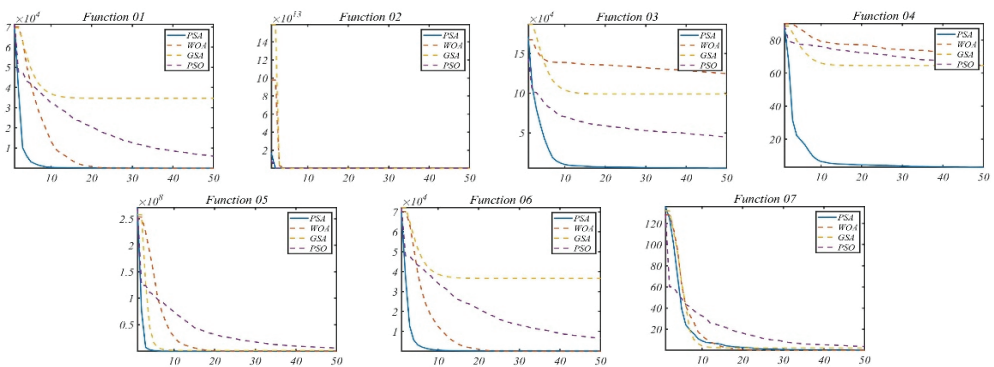 Function 01
×10^4
7
6
5
4
3
2
1
10 20 30 40 50
PSA
WOA
GSA
PSO
Function 02
×10^13
14
12
10
8
6
4
2
10 20 30 40 50
PSA
WOA
GSA
PSO
Function 03
×10^4
15
10
5
10 20 30 40 50
PSA
WOA
GSA
PSO
Function 04
80
60
40
20
10 20 30 40 50
PSA
WOA
GSA
PSO
Function 05
×10^8
2.5
2
1.5
1
0.5
10 20 30 40 50
PSA
WOA
GSA
PSO
Function 06
×10^4
7
6
5
4
3
2
1
10 20 30 40 50
PSA
WOA
GSA
PSO
Function 07
120
100
80
60
40
20
10 20 30 40 50
PSA
WOA
GSA
PSO